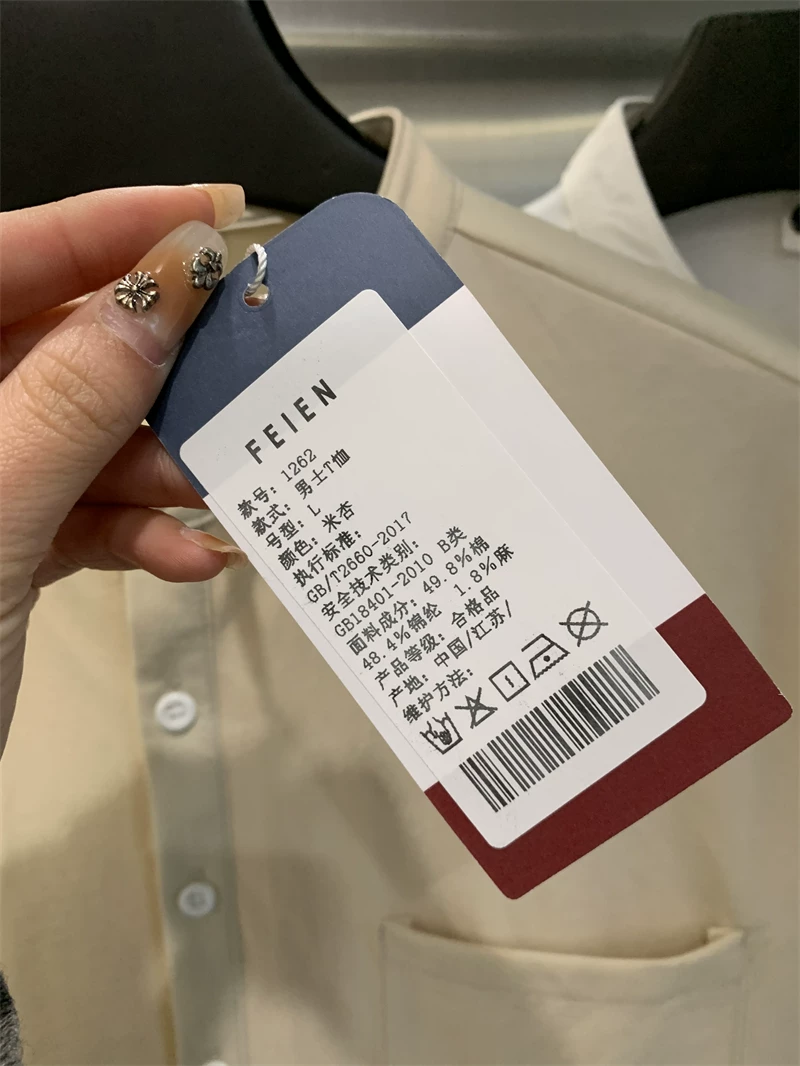 FEIEN
款号：1262
款式：男士T恤
号型：L
颜色：米杏
执行标准：
GB/T2660-2017
安全技术类别：
GB18401-2010 B类
面料成分：49.8%棉
48.4%绵纶 1.8%麻
产品等级：合格品
产地：中国/江苏/
维护方法：